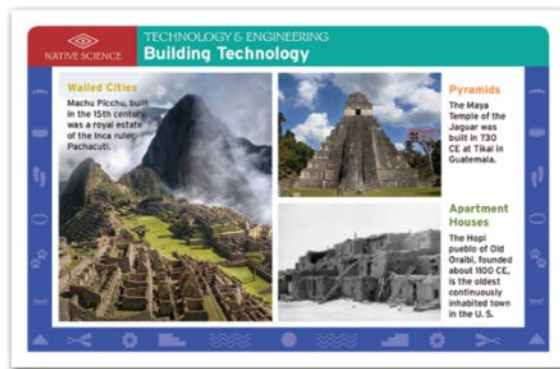 NATIVE SCIENCE
TECHNOLOGY & ENGINEERING
Building Technology
Walled Cities
Machu Picchu, built
in the 15th century,
was a royal estate
of the Inca ruler,
Pachacuti.
Pyramids
The Maya
Temple of the
Jaguar was
built in 730
CE at Tikal in
Guatemala.
Apartment
Houses
The Hopi
pueblo of Old
Oraibi, founded
about 1100 CE,
is the oldest
continuously
inhabited town
in the U. S.